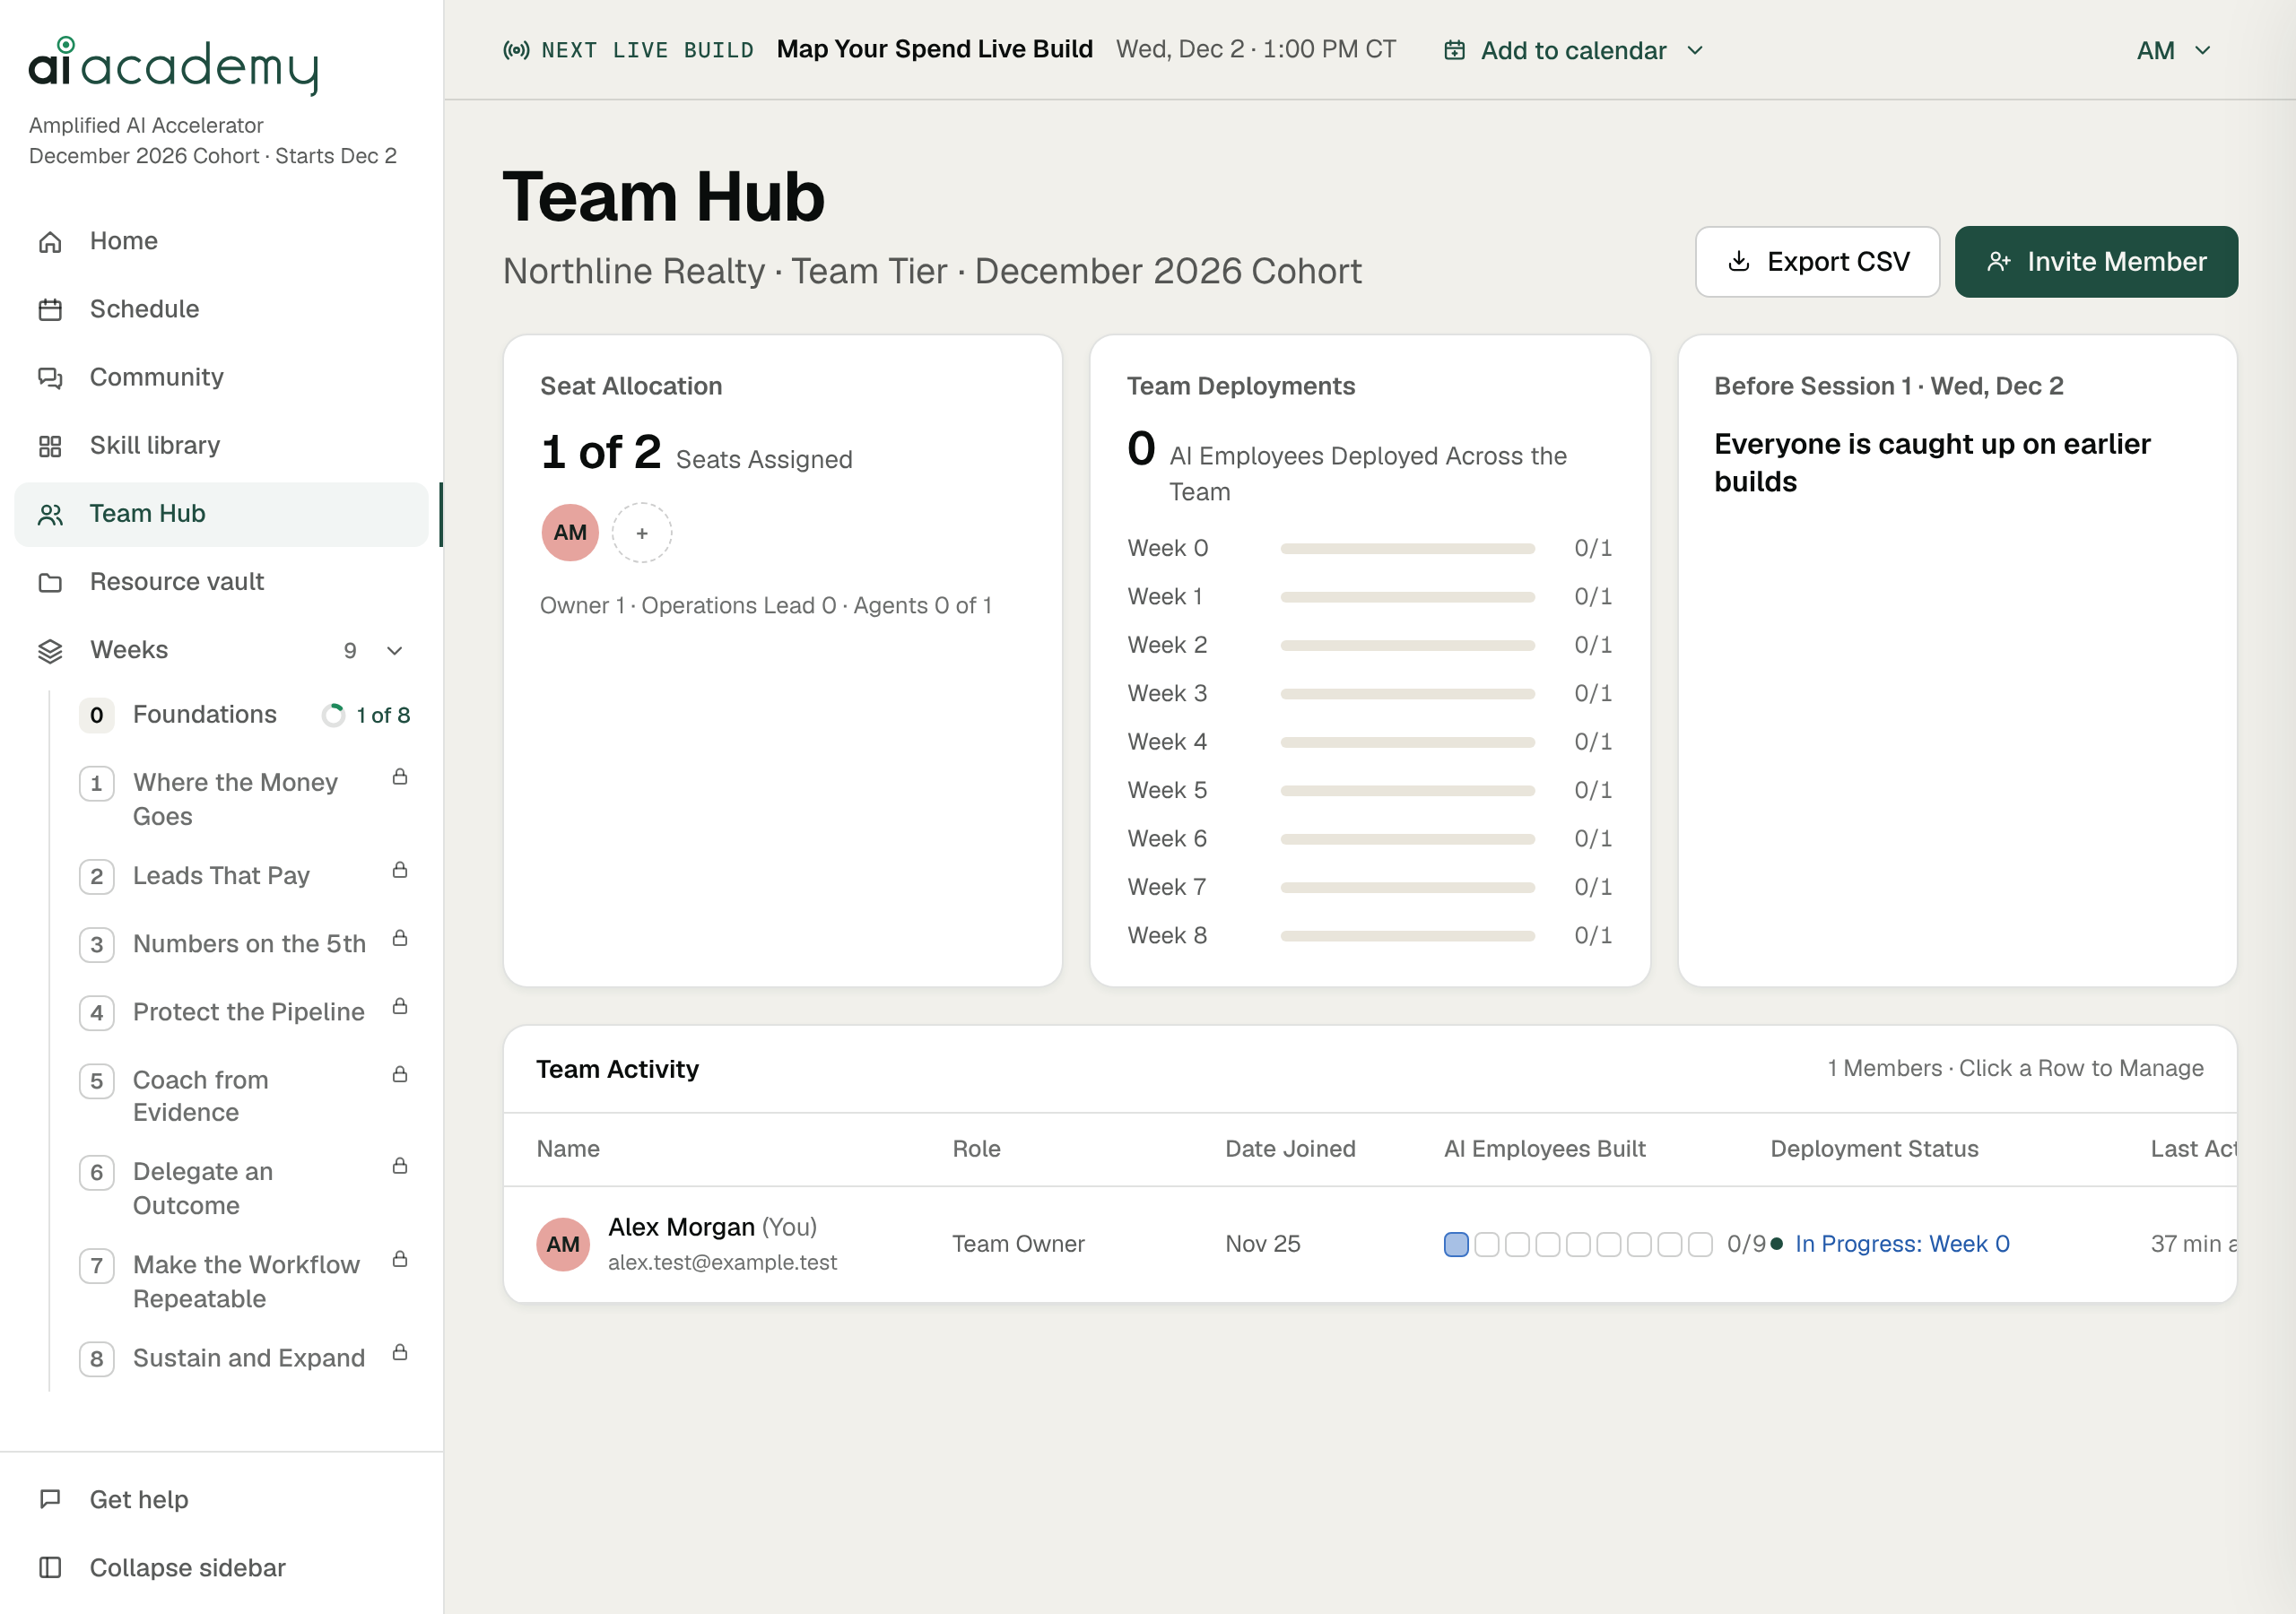 ai academy
Amplified AI Accelerator
December 2026 Cohort · Starts Dec 2
Home
Schedule
Community
Skill library
Team Hub
Resource vault
Weeks 9
0 Foundations 1 of 8
1 Where the Money
Goes
2 Leads That Pay
3 Numbers on the 5th
4 Protect the Pipeline
5 Coach from
Evidence
6 Delegate an
Outcome
7 Make the Workflow
Repeatable
8 Sustain and Expand
Get help
Collapse sidebar
NEXT LIVE BUILD Map Your Spend Live Build Wed, Dec 2 · 1:00 PM CT Add to calendar AM
Team Hub
Northline Realty · Team Tier · December 2026 Cohort
Export CSV Invite Member
Seat Allocation
1 of 2 Seats Assigned
AM +
Owner 1 · Operations Lead 0 · Agents 0 of 1
Team Deployments
0 AI Employees Deployed Across the
Team
Week 0 0/1
Week 1 0/1
Week 2 0/1
Week 3 0/1
Week 4 0/1
Week 5 0/1
Week 6 0/1
Week 7 0/1
Week 8 0/1
Before Session 1 · Wed, Dec 2
Everyone is caught up on earlier
builds
Team Activity 1 Members · Click a Row to Manage
Name Role Date Joined AI Employees Built Deployment Status Last Act
AM Alex Morgan (You) Team Owner Nov 25 0/9 In Progress: Week 0 37 min a
alex.test@example.test